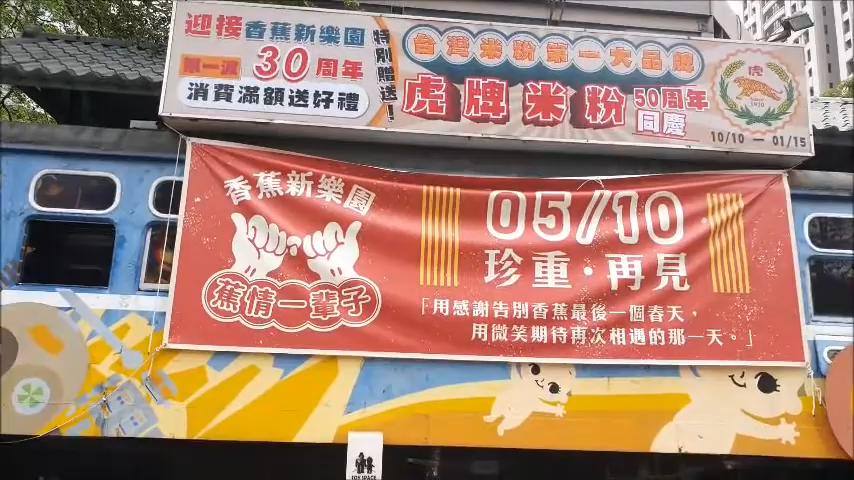 迎接香蕉新樂園
第一波 30周年
消費滿額送好禮
特別贈送!
台灣米粉第一大品牌
虎牌米粉 50周年同慶
虎
10/10 — 01/15
香蕉新樂園
蕉情一輩子
05/10
珍重·再見
「用感謝告別香蕉最後一個春天,
用微笑期待再次相遇的那一天。」